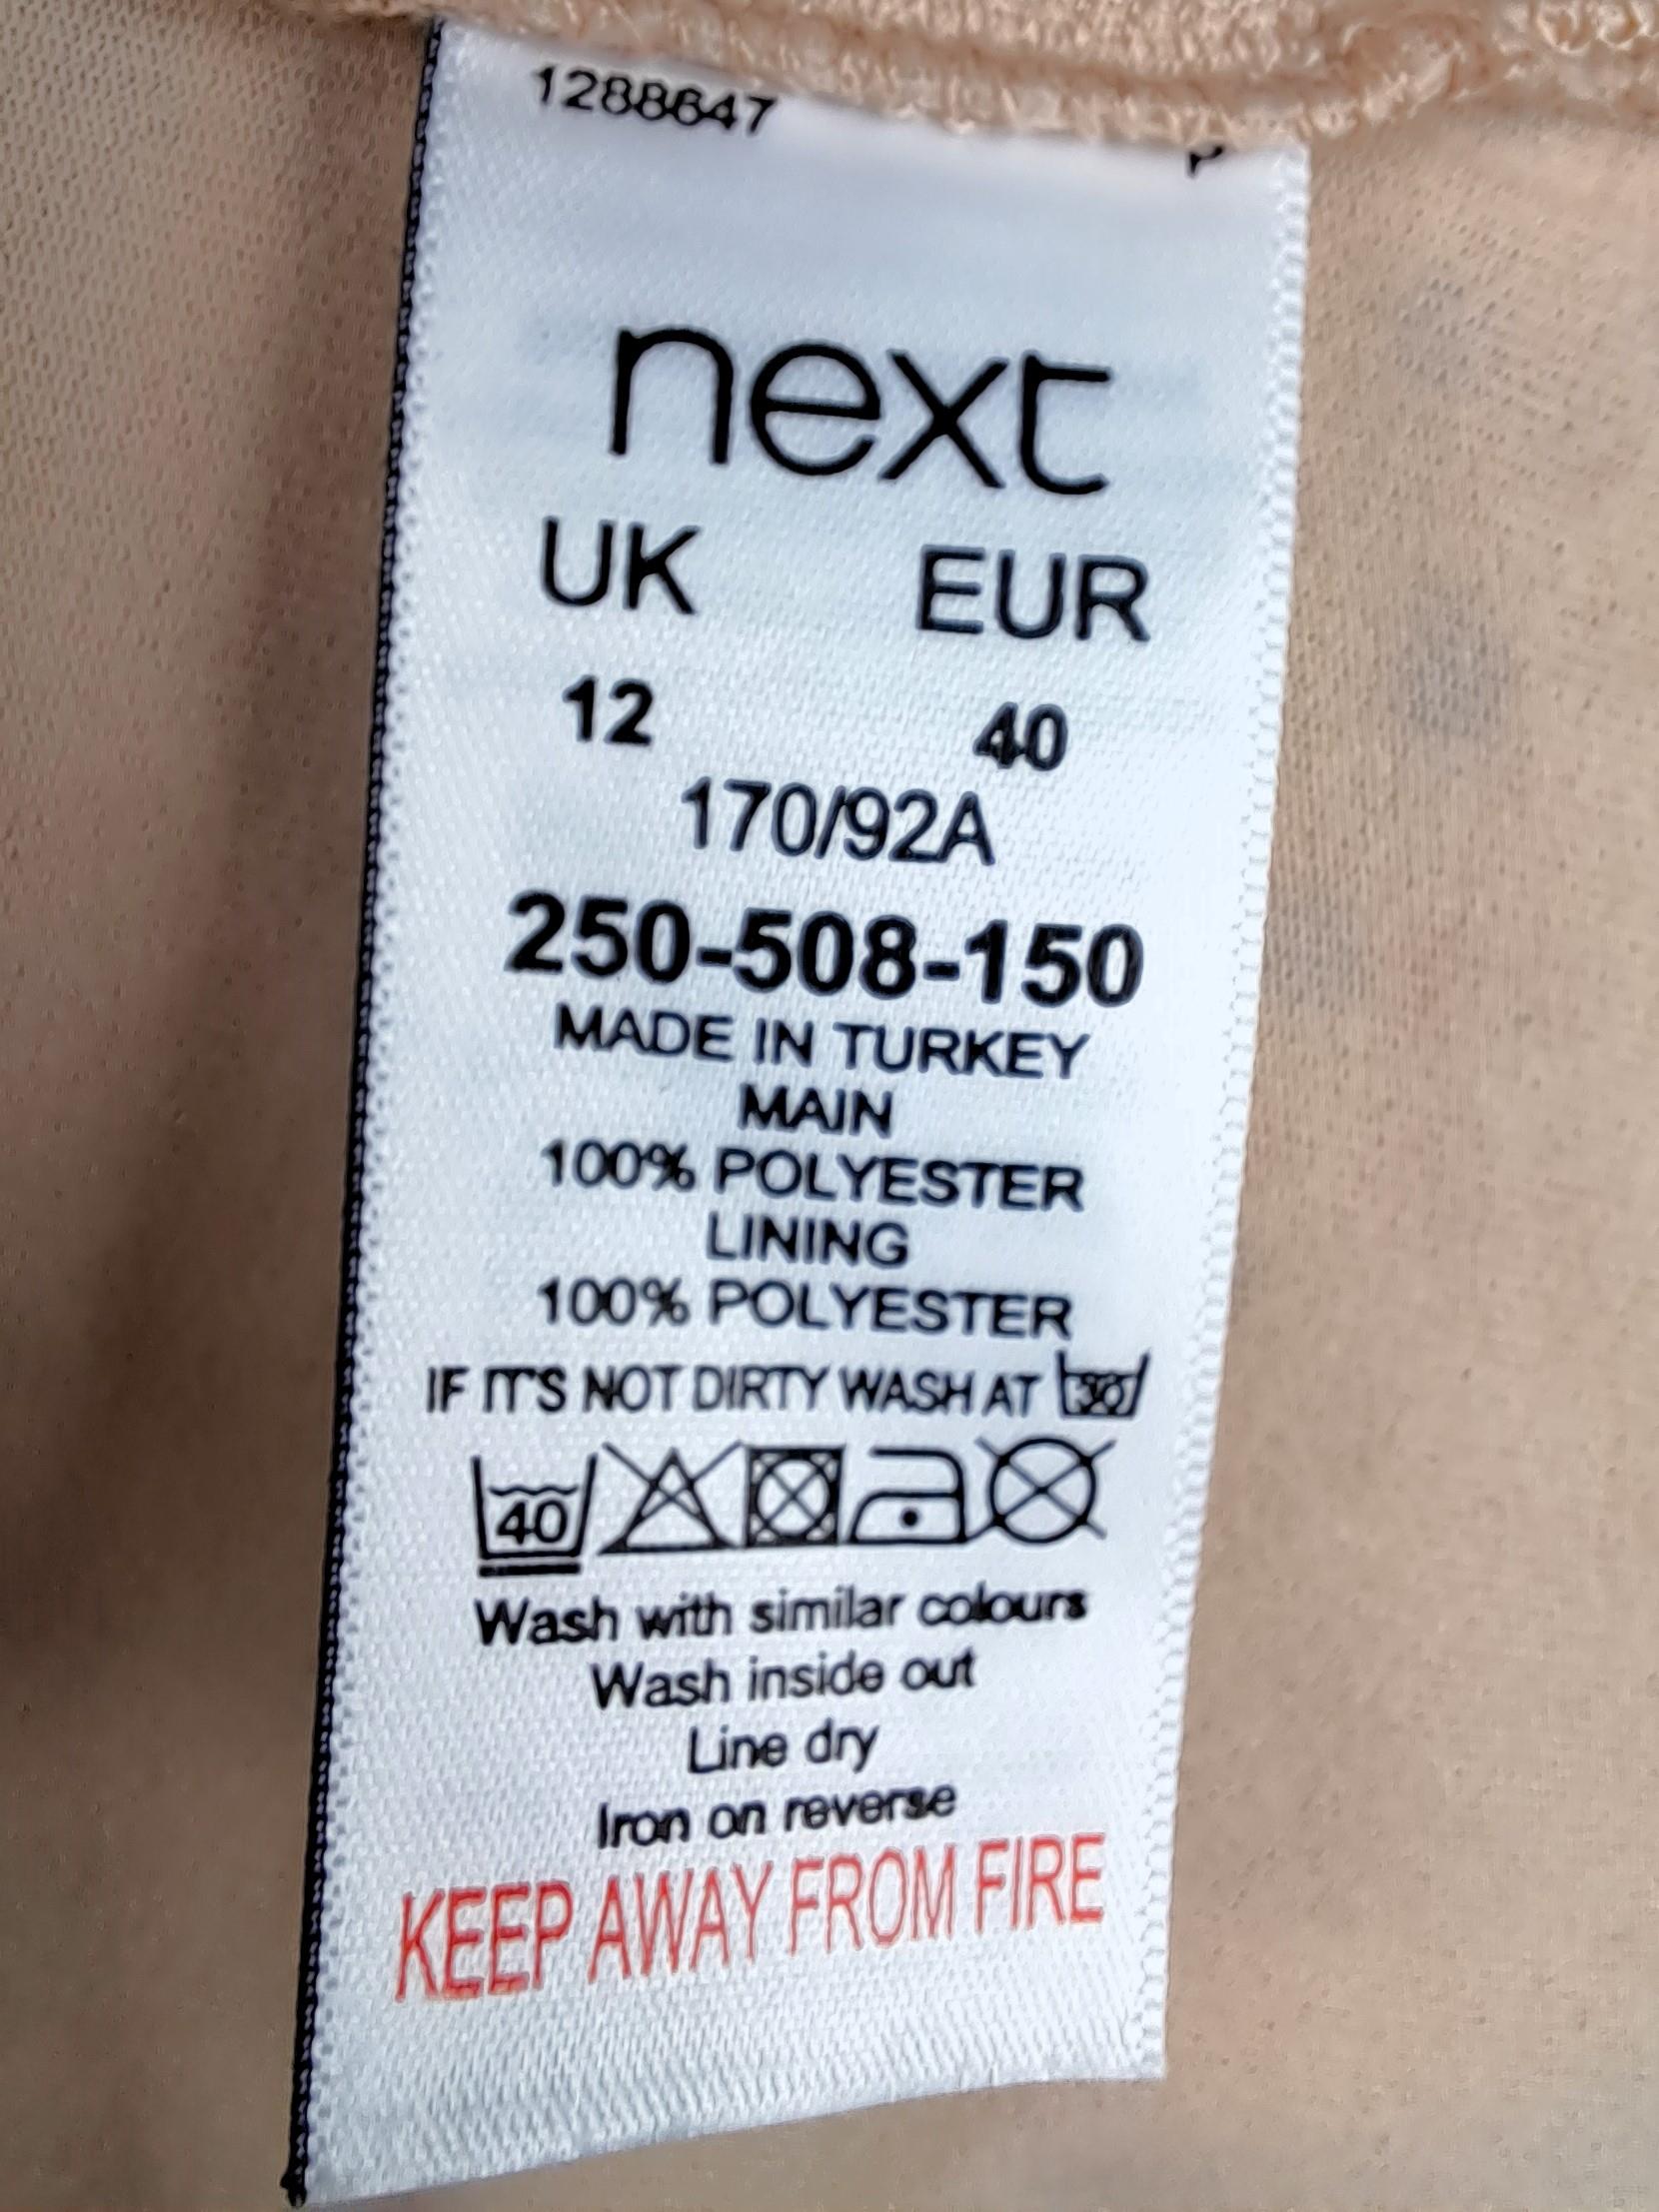 1288647
next
UK EUR
12 40
170/92A
250-508-150
MADE IN TURKEY
MAIN
100% POLYESTER
LINING
100% POLYESTER
IF IT'S NOT DIRTY WASH AT 30
40
Wash with similar colours
Wash inside out
Line dry
Iron on reverse
KEEP AWAY FROM FIRE